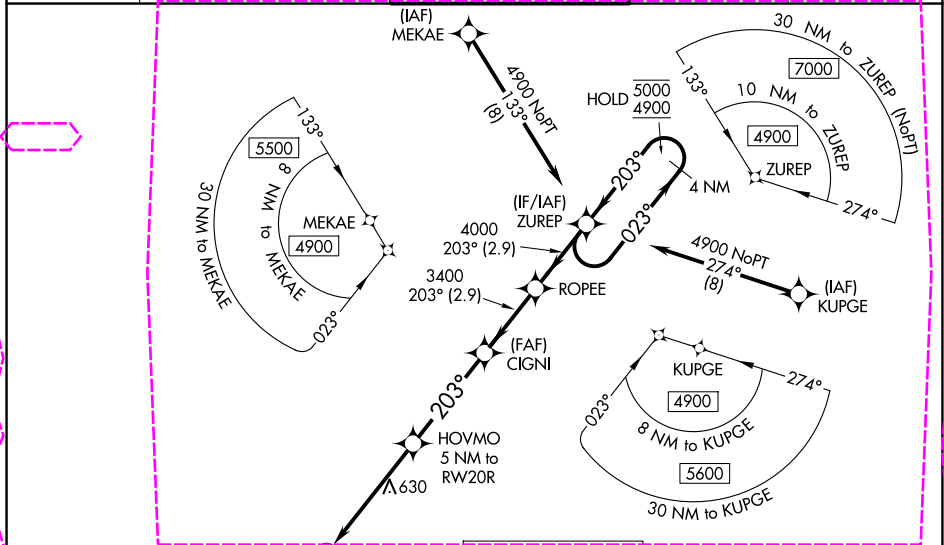 (IAF)
MEKAE
4900 NoPT
133°
(8)
HOLD
5000
4900
203°
4 NM
023°
30 NM to ZUREP (NoPT)
7000
10 NM to ZUREP
4900
133°
ZUREP
274°
133°
5500
8 NM to MEKAE
MEKAE
4900
30 NM to MEKAE
023°
(IF/IAF)
ZUREP
4000
203° (2.9)
3400
203° (2.9)
ROPEE
4900 NoPT
274°
(8)
(IAF)
KUPGE
(FAF)
CIGNI
203°
KUPGE
274°
023°
4900
8 NM to KUPGE
5600
30 NM to KUPGE
HOVMO
5 NM to
RW20R
630